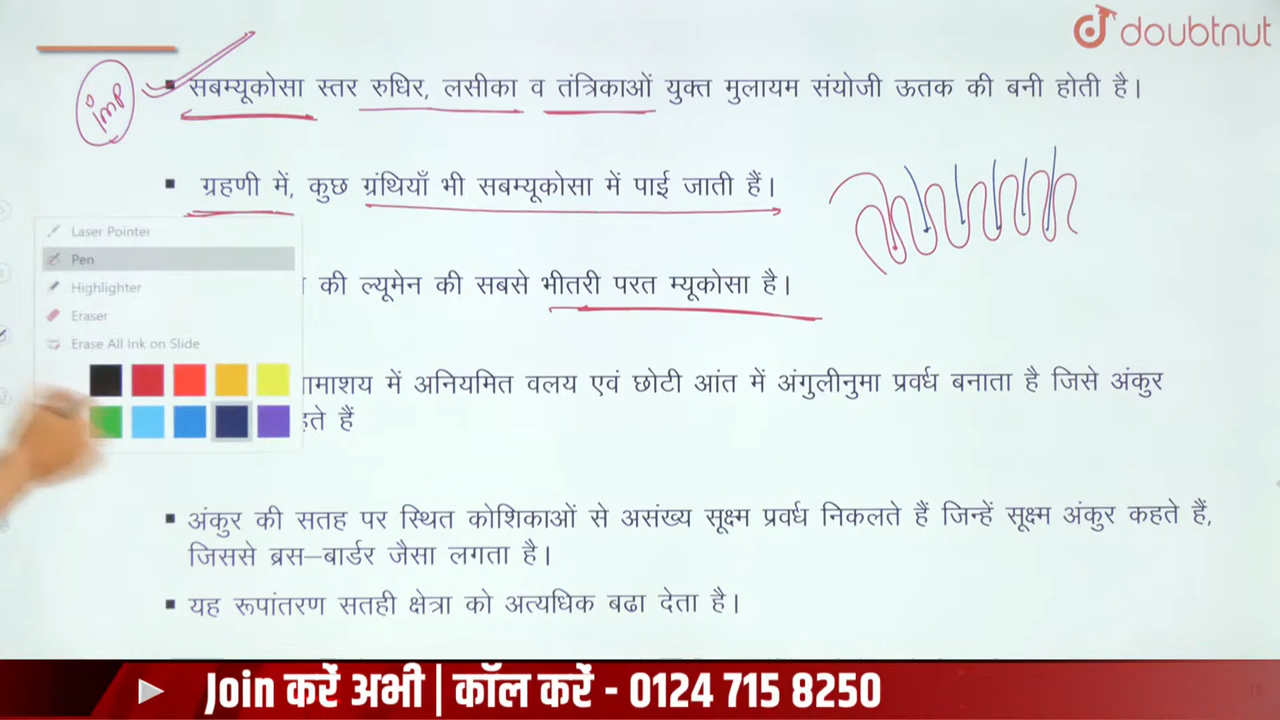 doubtnut
imp
सबम्यूकोसा स्तर रुधिर, लसीका व तंत्रिकाओं युक्त मुलायम संयोजी ऊतक की बनी होती है।
ग्रहणी में, कुछ ग्रंथियाँ भी सबम्यूकोसा में पाई जाती हैं।
Laser Pointer
Pen
Highlighter
Eraser
Erase All Ink on Slide
की ल्यूमेन की सबसे भीतरी परत म्यूकोसा है।
में अनियमित वलय एवं छोटी आंत में अंगुलीनुमा प्रवर्ध बनाता है जिसे अंकुर
हैं
अंकुर की सतह पर स्थित कोशिकाओं से असंख्य सूक्ष्म प्रवर्ध निकलते हैं जिन्हें सूक्ष्म अंकुर कहते हैं,
जिससे ब्रस–बार्डर जैसा लगता है।
यह रूपांतरण सतही क्षेत्रा को अत्यधिक बढा देता है।
Join करें अभी | कॉल करें - 0124 715 8250